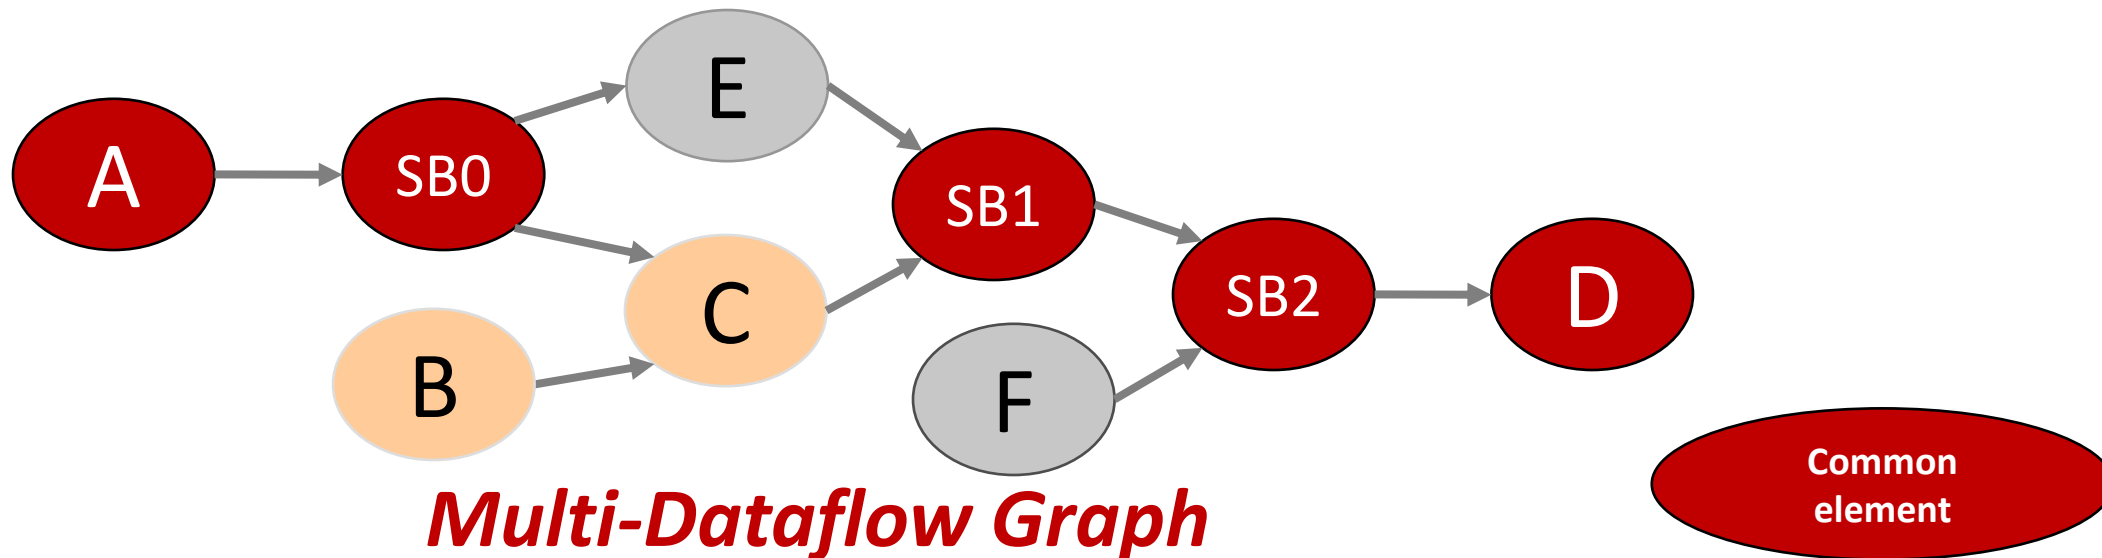 E
A
SB0
SB1
C
SB2
D
B
F
Common
element
Multi-Dataflow Graph